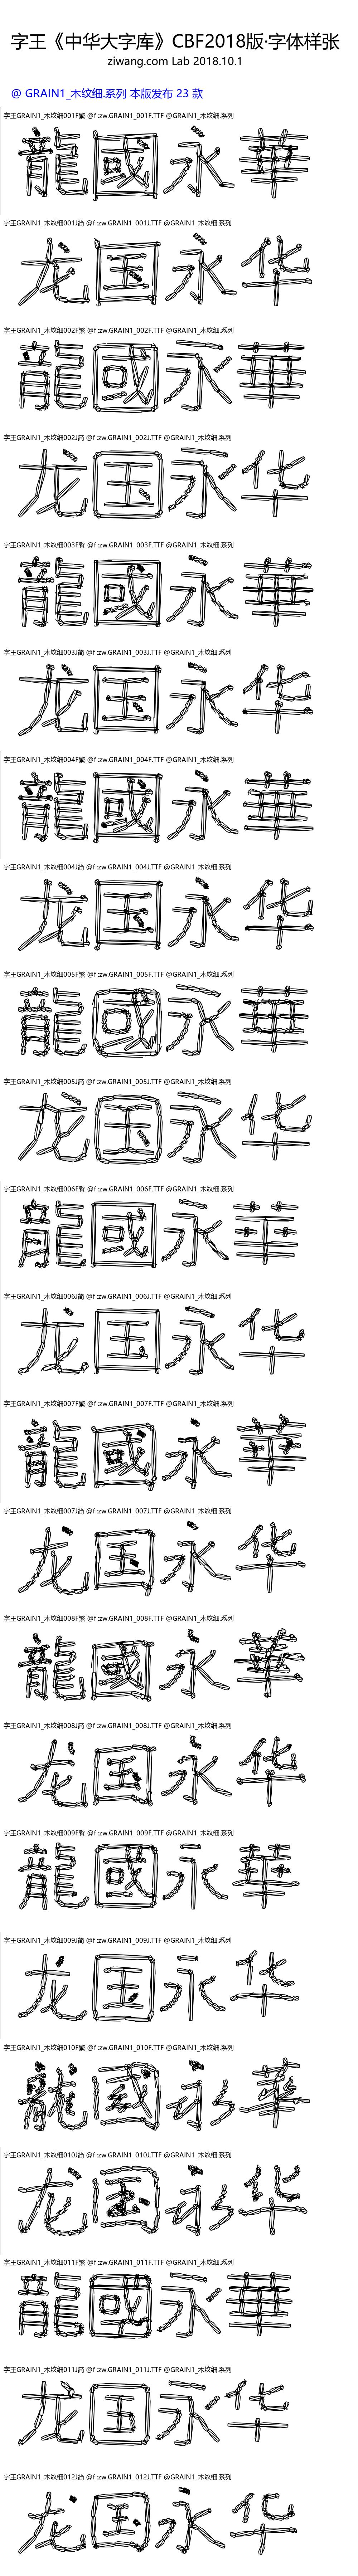 字王《中华大字库》CBF2018版·字体样张
ziwang.com Lab 2018.10.1
@ GRAIN1_木纹细.系列 本版发布 23 款
字王GRAIN1_木纹细001F繁 @f :zw.GRAIN1_001F.TTF @GRAIN1_木纹细.系列
龍國永華
字王GRAIN1_木纹细001J简 @f :zw.GRAIN1_001J.TTF @GRAIN1_木纹细.系列
龙国永华
字王GRAIN1_木纹细002F繁 @f :zw.GRAIN1_002F.TTF @GRAIN1_木纹细.系列
龍國永華
字王GRAIN1_木纹细002J简 @f :zw.GRAIN1_002J.TTF @GRAIN1_木纹细.系列
龙国永华
字王GRAIN1_木纹细003F繁 @f :zw.GRAIN1_003F.TTF @GRAIN1_木纹细.系列
龍國永華
字王GRAIN1_木纹细003J简 @f :zw.GRAIN1_003J.TTF @GRAIN1_木纹细.系列
龙国永华
字王GRAIN1_木纹细004F繁 @f :zw.GRAIN1_004F.TTF @GRAIN1_木纹细.系列
龍國永華
字王GRAIN1_木纹细004J简 @f :zw.GRAIN1_004J.TTF @GRAIN1_木纹细.系列
龙国永华
字王GRAIN1_木纹细005F繁 @f :zw.GRAIN1_005F.TTF @GRAIN1_木纹细.系列
龍國永華
字王GRAIN1_木纹细005J简 @f :zw.GRAIN1_005J.TTF @GRAIN1_木纹细.系列
龙国永华
字王GRAIN1_木纹细006F繁 @f :zw.GRAIN1_006F.TTF @GRAIN1_木纹细.系列
龍國永華
字王GRAIN1_木纹细006J简 @f :zw.GRAIN1_006J.TTF @GRAIN1_木纹细.系列
龙国永华
字王GRAIN1_木纹细007F繁 @f :zw.GRAIN1_007F.TTF @GRAIN1_木纹细.系列
龍國永華
字王GRAIN1_木纹细007J简 @f :zw.GRAIN1_007J.TTF @GRAIN1_木纹细.系列
龙国永华
字王GRAIN1_木纹细008F繁 @f :zw.GRAIN1_008F.TTF @GRAIN1_木纹细.系列
龍國永華
字王GRAIN1_木纹细008J简 @f :zw.GRAIN1_008J.TTF @GRAIN1_木纹细.系列
龙国永华
字王GRAIN1_木纹细009F繁 @f :zw.GRAIN1_009F.TTF @GRAIN1_木纹细.系列
龍國永華
字王GRAIN1_木纹细009J简 @f :zw.GRAIN1_009J.TTF @GRAIN1_木纹细.系列
龙国永华
字王GRAIN1_木纹细010F繁 @f :zw.GRAIN1_010F.TTF @GRAIN1_木纹细.系列
龍國永華
字王GRAIN1_木纹细010J简 @f :zw.GRAIN1_010J.TTF @GRAIN1_木纹细.系列
龙国永华
字王GRAIN1_木纹细011F繁 @f :zw.GRAIN1_011F.TTF @GRAIN1_木纹细.系列
龍國永華
字王GRAIN1_木纹细011J简 @f :zw.GRAIN1_011J.TTF @GRAIN1_木纹细.系列
龙国永华
字王GRAIN1_木纹细012J简 @f :zw.GRAIN1_012J.TTF @GRAIN1_木纹细.系列
龙国永华